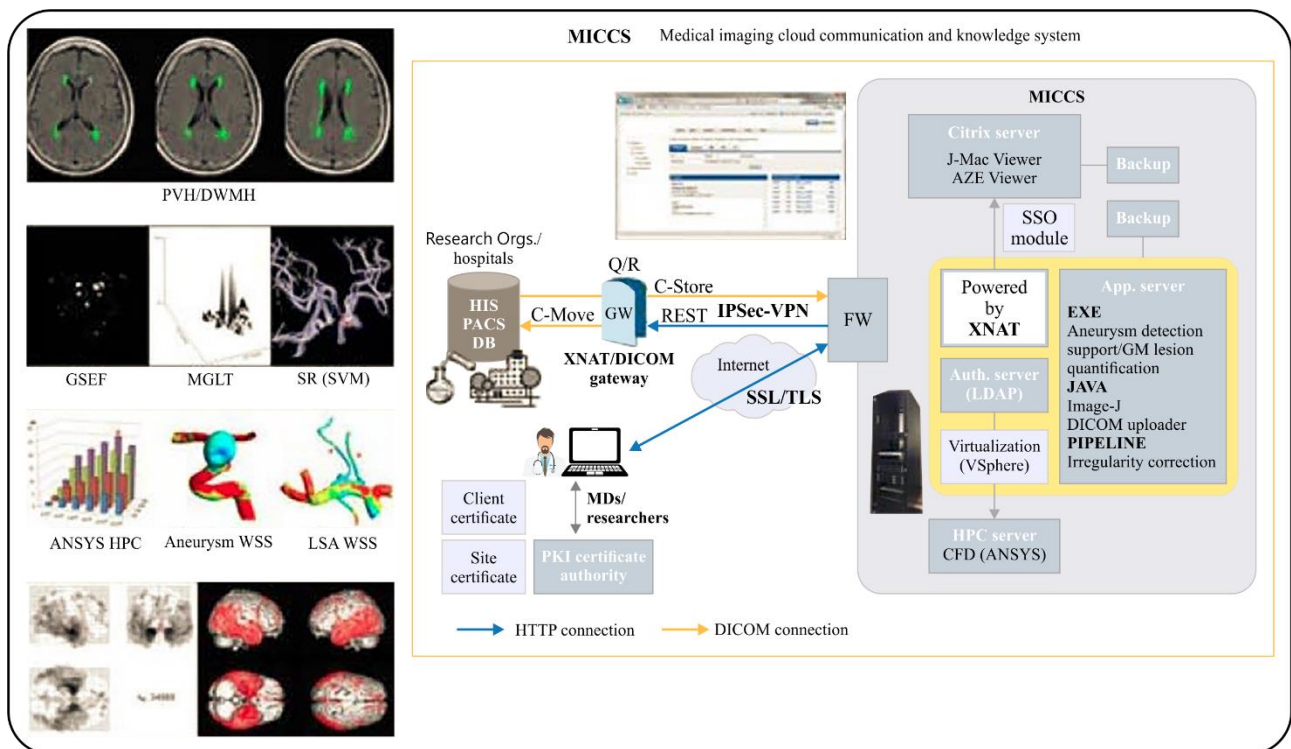 MICCS Medical imaging cloud communication and knowledge system
PVH/DWMH
GSEF MGLT SR (SVM)
ANSYS HPC Aneurysm WSS LSA WSS
Research Orgs./
hospitals
HIS
PACS
DB
C-Move
Q/R
GW
C-Store
REST
IPSec-VPN
XNAT/DICOM
gateway
Internet
SSL/TLS
FW
MDs/
researchers
Client
certificate
Site
certificate
PKI certificate
authority
HTTP connection
DICOM connection
MICCS
Citrix server
J-Mac Viewer
AZE Viewer
Backup
SSO
module
Backup
Powered
by
XNAT
Auth. server
(LDAP)
Virtualization
(VSphere)
App. server
EXE
Aneurysm detection
support/GM lesion
quantification
JAVA
Image-J
DICOM uploader
PIPELINE
Irregularity correction
HPC server
CFD (ANSYS)